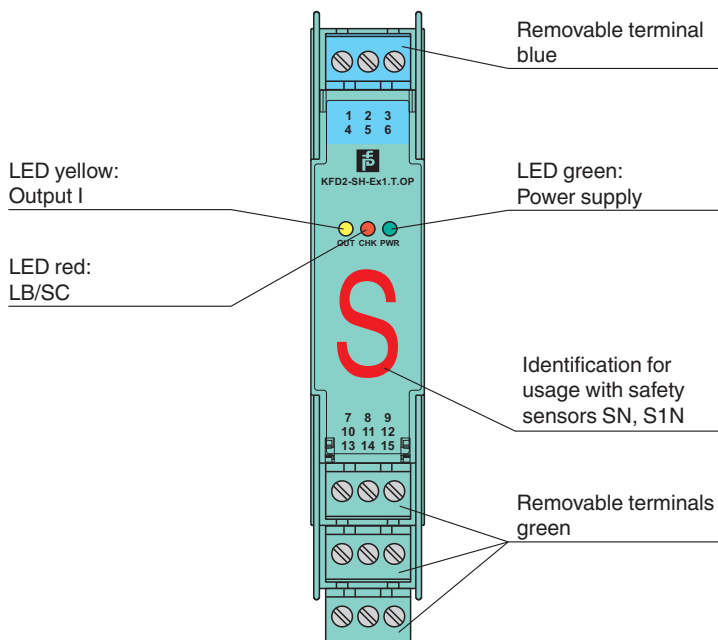 Removable terminal
blue
1 2 3
4 5 6
KFD2-SH-Ex1.T.OP
LED yellow:
Output I
LED green:
Power supply
OUT CHK PWR
LED red:
LB/SC
S
Identification for
usage with safety
sensors SN, S1N
7 8 9
10 11 12
13 14 15
Removable terminals
green